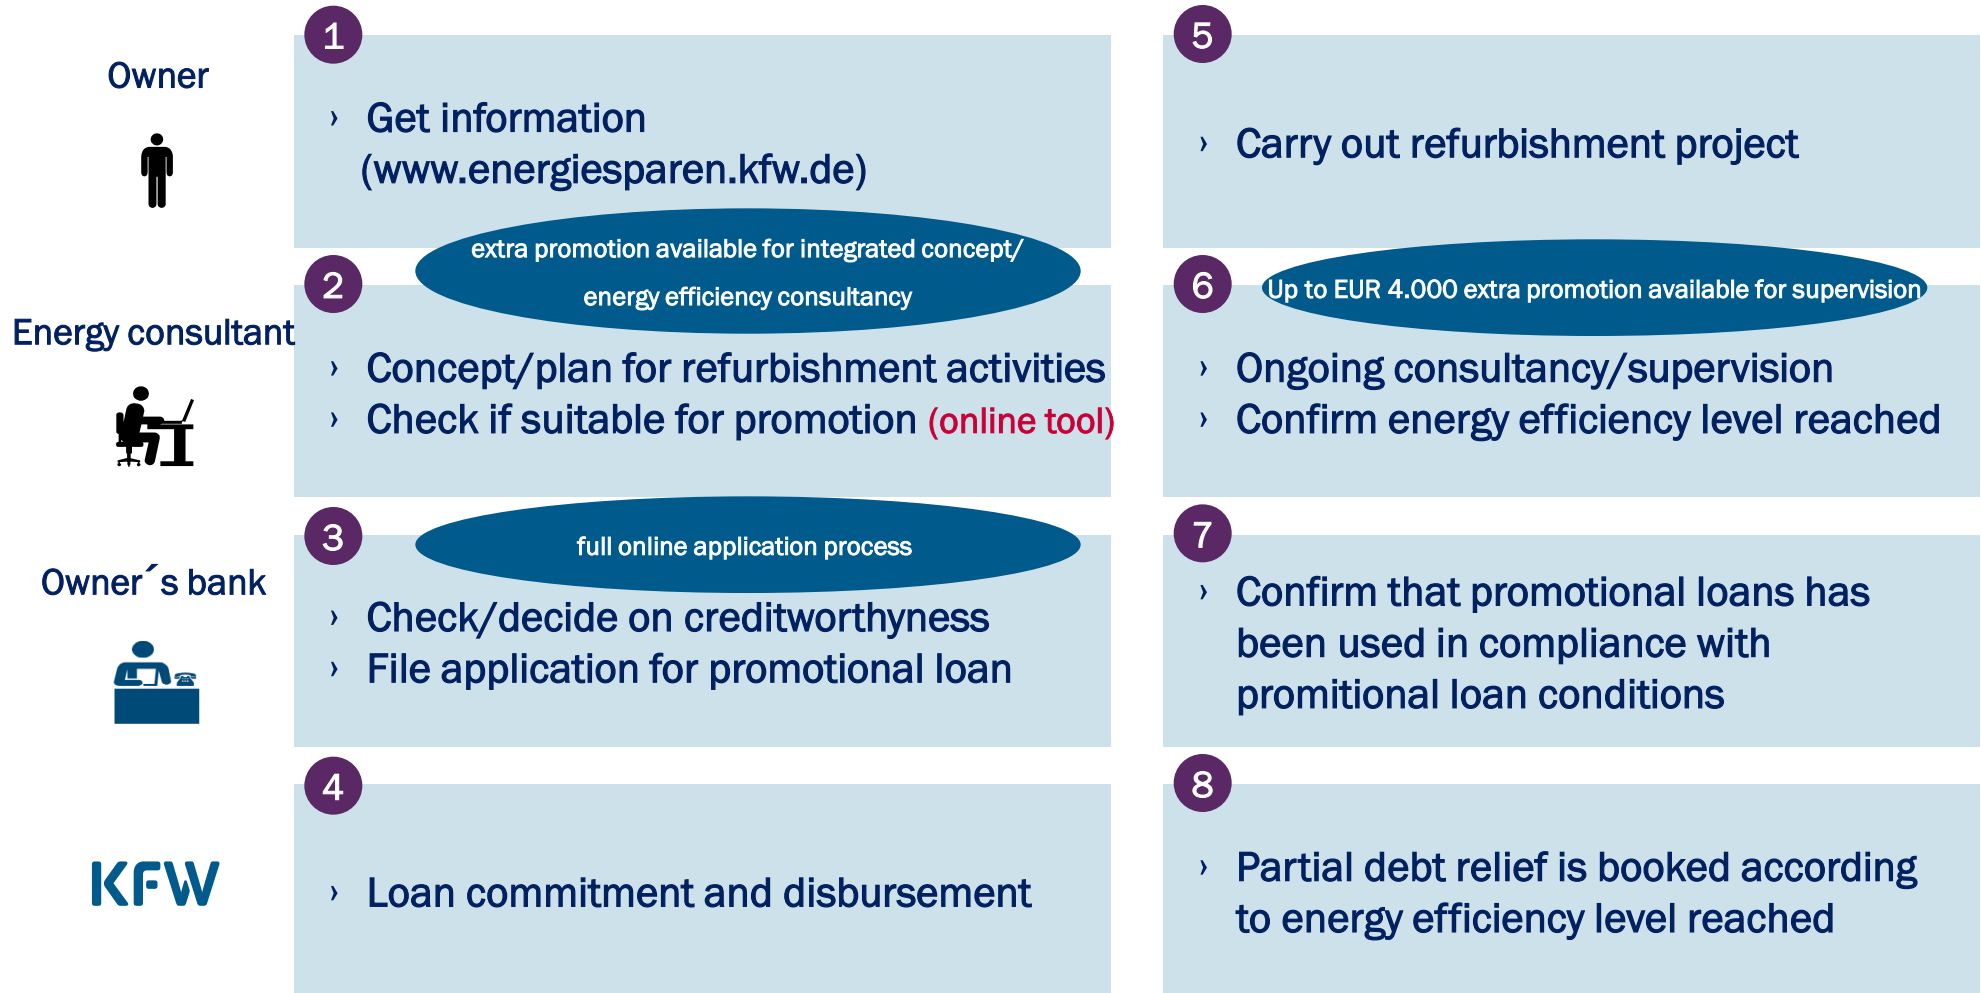 Owner
1
› Get information
(www.energiesparen.kfw.de)
extra promotion available for integrated concept/
energy efficiency consultancy
Energy consultant
2
› Concept/plan for refurbishment activities
› Check if suitable for promotion (online tool)
full online application process
Owner´s bank
3
› Check/decide on creditworthyness
› File application for promotional loan
KFW
4
› Loan commitment and disbursement
5
› Carry out refurbishment project
6
Up to EUR 4.000 extra promotion available for supervision
› Ongoing consultancy/supervision
› Confirm energy efficiency level reached
7
› Confirm that promotional loans has
been used in compliance with
promitional loan conditions
8
› Partial debt relief is booked according
to energy efficiency level reached